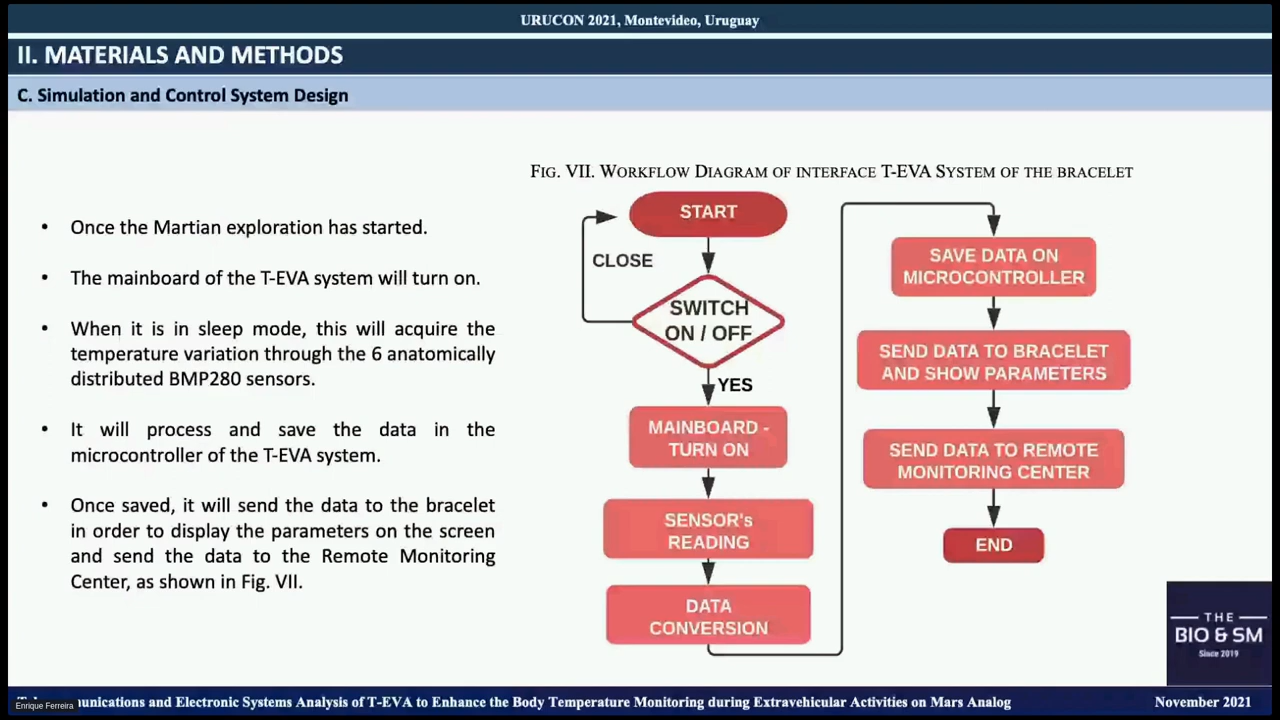 URUCON 2021, Montevideo, Uruguay
II. MATERIALS AND METHODS
C. Simulation and Control System Design
• Once the Martian exploration has started.
• The mainboard of the T-EVA system will turn on.
• When it is in sleep mode, this will acquire the
temperature variation through the 6 anatomically
distributed BMP280 sensors.
• It will process and save the data in the
microcontroller of the T-EVA system.
• Once saved, it will send the data to the bracelet
in order to display the parameters on the screen
and send the data to the Remote Monitoring
Center, as shown in Fig. VII.
FIG. VII. WORKFLOW DIAGRAM OF INTERFACE T-EVA SYSTEM OF THE BRACELET
START
CLOSE
SWITCH
ON / OFF
YES
MAINBOARD -
TURN ON
SENSOR's
READING
DATA
CONVERSION
SAVE DATA ON
MICROCONTROLLER
SEND DATA TO BRACELET
AND SHOW PARAMETERS
SEND DATA TO REMOTE
MONITORING CENTER
END
THE
BIO & SM
Since 2019
Electronic Systems Analysis of T-EVA to Enhance the Body Temperature Monitoring during Extravehicular Activities on Mars Analog
November 2021
Enrique Ferreira